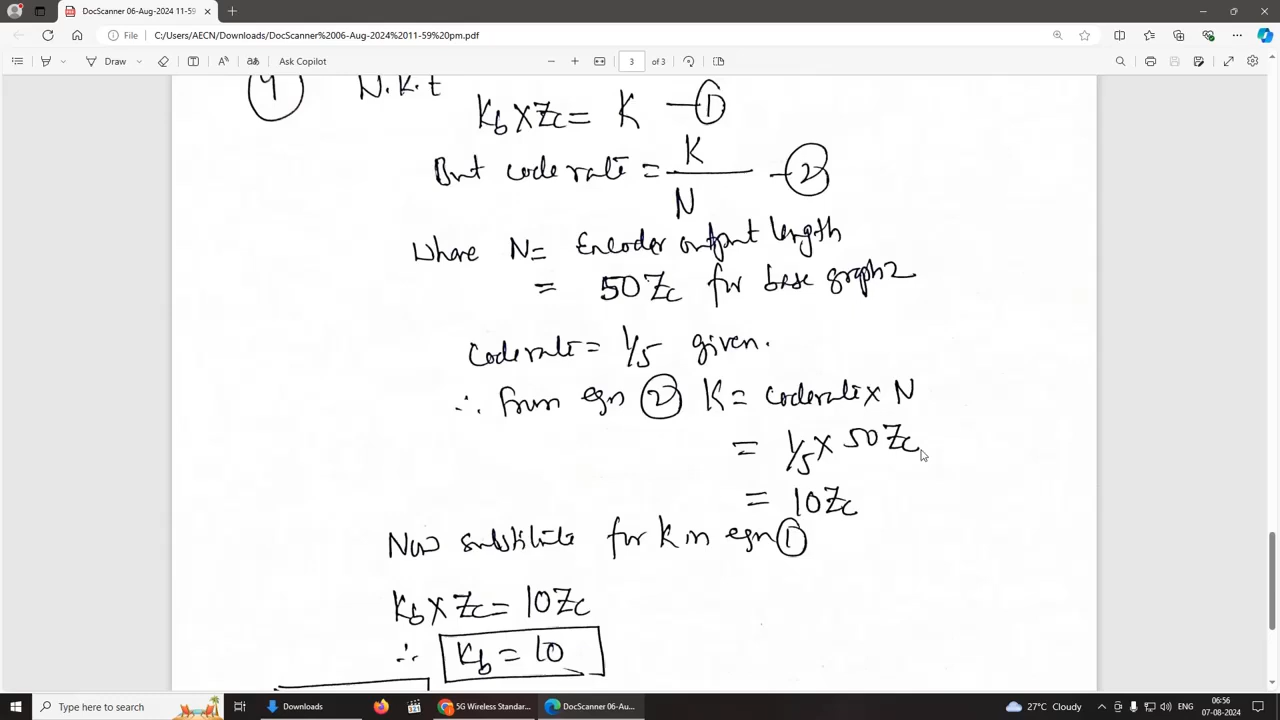 DocScanner 06-Aug-2024 11-59
File C:/Users/AECN/Downloads/DocScanner%2006-Aug-2024%2011-59%20pm.pdf
Draw Ask Copilot 3 of 3
4 N.K.t
Kb X Zc = K — 1
But code rate = K / N — 2
Where N = Encoder output length
= 50 Zc for base graph 2
Coderate = 1/5 given.
∴ from eqn 2 K = coderate x N
= 1/5 X 50 Zc
= 10 Zc
Now substitute for K in eqn 1
Kb X Zc = 10 Zc
∴ Kb = 10
Type here to search Downloads 5G Wireless Standar... DocScanner 06-Au... 27°C Cloudy ENG 06:56
07-08-2024